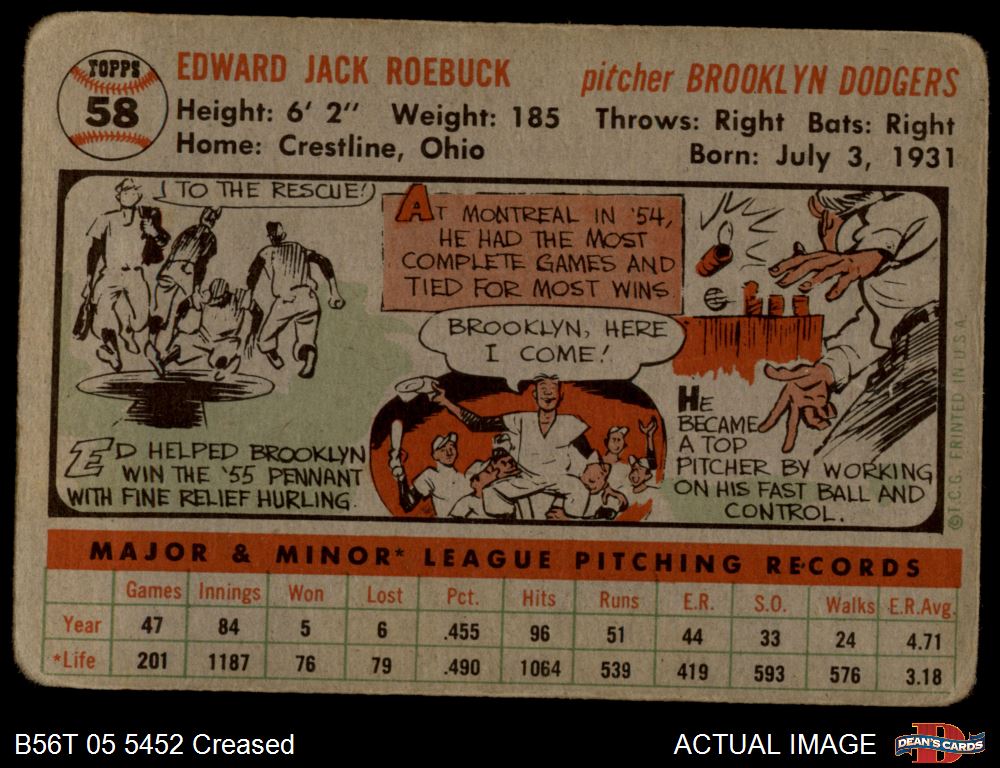 TOPPS
58
EDWARD JACK ROEBUCK pitcher BROOKLYN DODGERS
Height: 6' 2" Weight: 185 Throws: Right Bats: Right
Home: Crestline, Ohio Born: July 3, 1931
TO THE RESCUE!
ED HELPED BROOKLYN
WIN THE '55 PENNANT
WITH FINE RELIEF HURLING.
AT MONTREAL IN '54,
HE HAD THE MOST
COMPLETE GAMES AND
TIED FOR MOST WINS.
BROOKLYN, HERE
I COME!
HE
BECAME
A TOP
PITCHER BY WORKING
ON HIS FAST BALL AND
CONTROL.
©T.C.G. PRINTED IN U.S.A.
MAJOR & MINOR* LEAGUE PITCHING RECORDS
Games Innings Won Lost Pct. Hits Runs E.R. S.O. Walks E.R.Avg.
Year 47 84 5 6 .455 96 51 44 33 24 4.71
*Life 201 1187 76 79 .490 1064 539 419 593 576 3.18
B56T 05 5452 Creased
ACTUAL IMAGE
D
DEAN'S CARDS